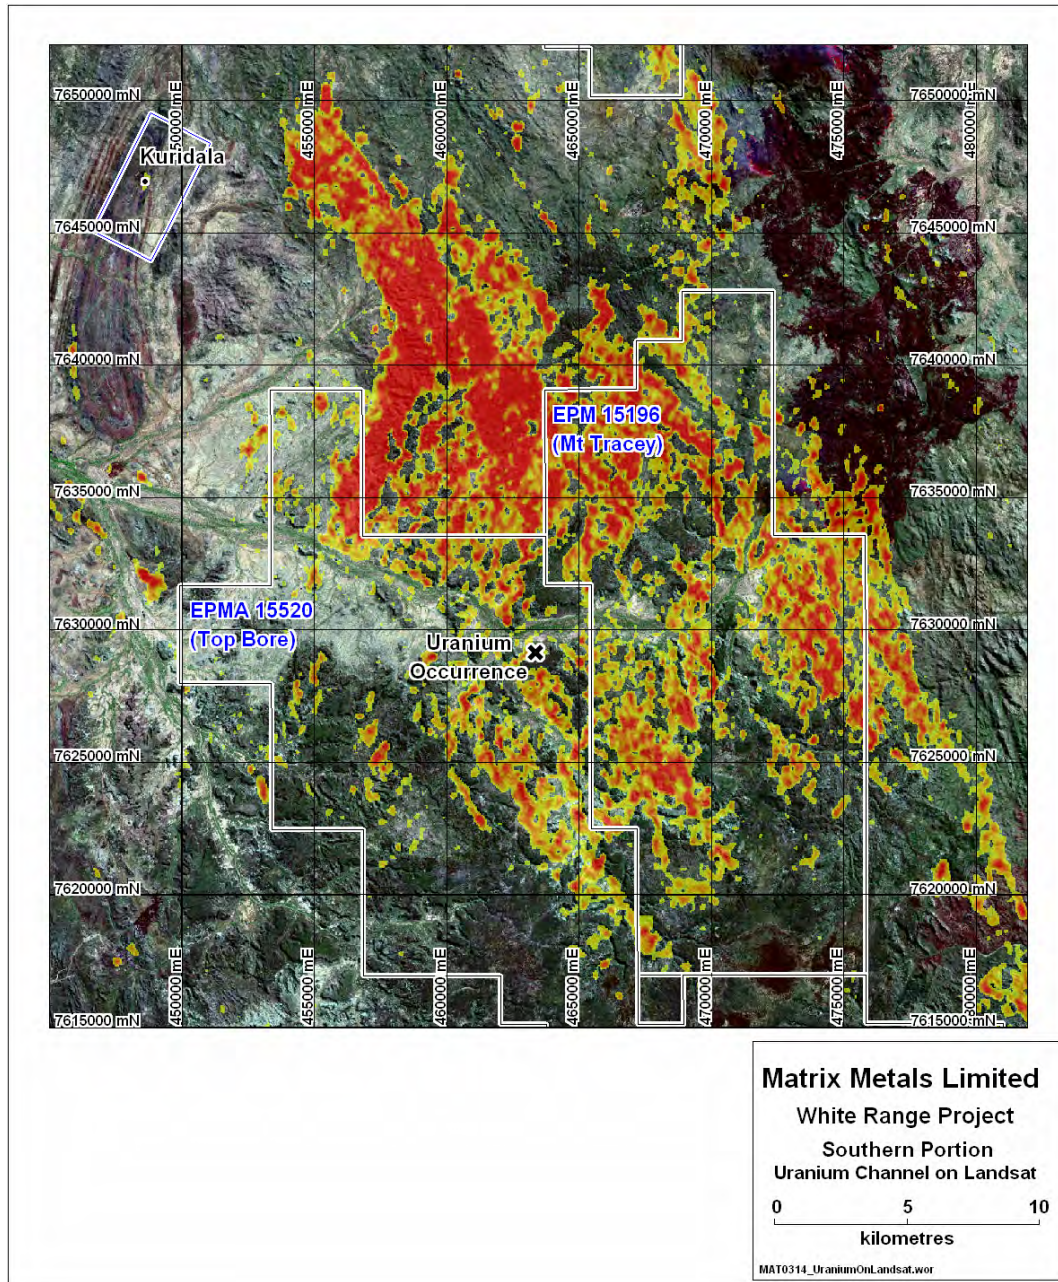 450000 mE
455000 mE
460000 mE
465000 mE
470000 mE
475000 mE
480000 mE
7650000 mN
7650000 mN
Kuridala
7645000 mN
7645000 mN
7640000 mN
7640000 mN
EPM 15196
(Mt Tracey)
7635000 mN
7635000 mN
EPMA 15520
(Top Bore)
7630000 mN
7630000 mN
Uranium
Occurrence
7625000 mN
7625000 mN
7620000 mN
7620000 mN
450000 mE
455000 mE
460000 mE
465000 mE
470000 mE
475000 mE
480000 mE
7615000 mN
7615000 mN
Matrix Metals Limited
White Range Project
Southern Portion
Uranium Channel on Landsat
0 5 10
kilometres
MAT0314_UraniumOnLandsat.wor